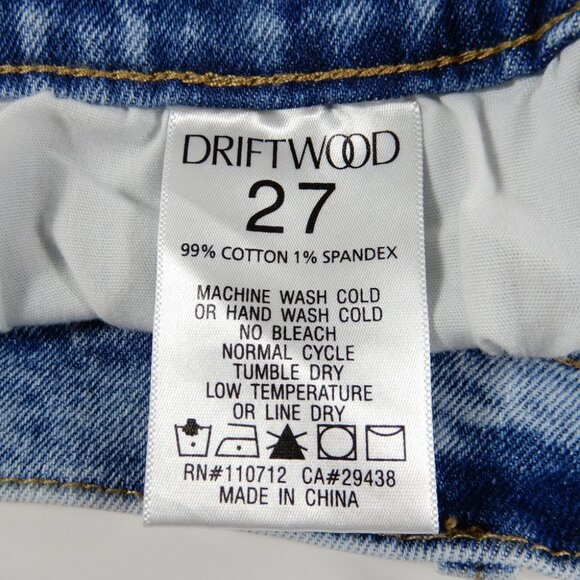 DRIFTWOOD
27
99% COTTON 1% SPANDEX
MACHINE WASH COLD
OR HAND WASH COLD
NO BLEACH
NORMAL CYCLE
TUMBLE DRY
LOW TEMPERATURE
OR LINE DRY
RN#110712 CA#29438
MADE IN CHINA